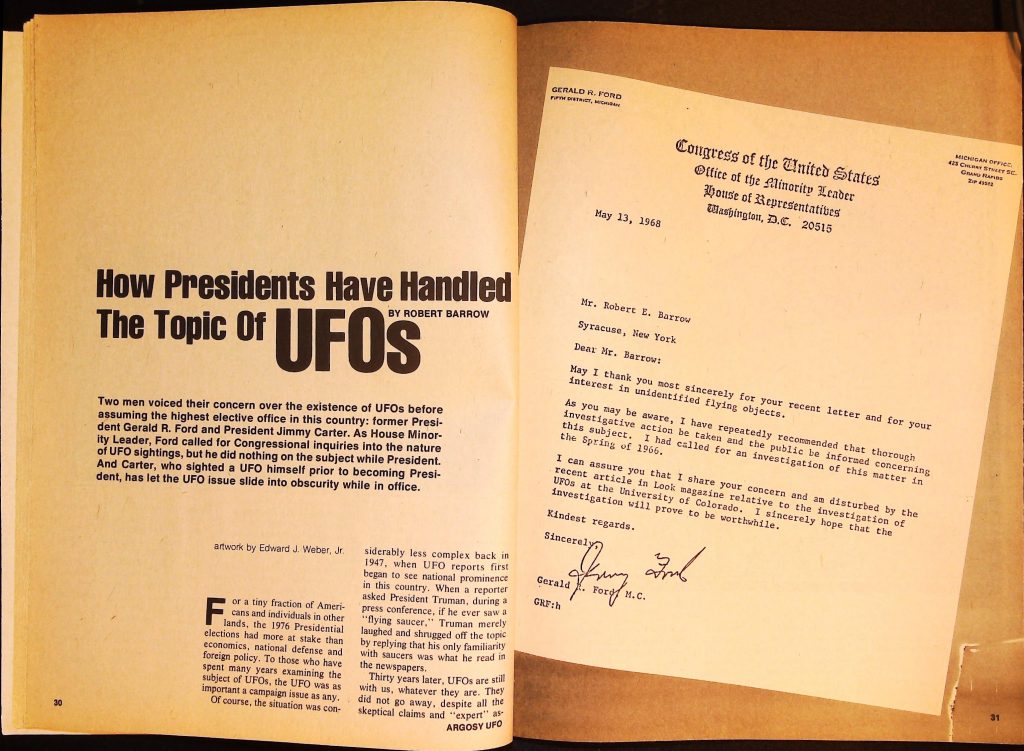 How Presidents Have Handled
The Topic Of UFOs
BY ROBERT BARROW
Two men voiced their concern over the existence of UFOs before
assuming the highest elective office in this country: former Presi-
dent Gerald R. Ford and President Jimmy Carter. As House Minor-
ity Leader, Ford called for Congressional inquiries into the nature
of UFO sightings, but he did nothing on the subject while President.
And Carter, who sighted a UFO himself prior to becoming Presi-
dent, has let the UFO issue slide into obscurity while in office.
artwork by Edward J. Weber, Jr.
For a tiny fraction of Ameri-
cans and individuals in other
lands, the 1976 Presidential
elections had more at stake than
economics, national defense and
foreign policy. To those who have
spent many years examining the
subject of UFOs, the UFO was as
important a campaign issue as any.
Of course, the situation was con-
siderably less complex back in
1947, when UFO reports first
began to see national prominence
in this country. When a reporter
asked President Truman, during a
press conference, if he ever saw a
"flying saucer," Truman merely
laughed and shrugged off the topic
by replying that his only familiarity
with saucers was what he read in
the newspapers.
Thirty years later, UFOs are still
with us, whatever they are. They
did not go away, despite all the
skeptical claims and "expert" as-
30
ARGOSY UFO
GERALD R. FORD
FIFTH DISTRICT, MICHIGAN
MICHIGAN OFFICE:
425 CHERRY STREET SE.
GRAND RAPIDS
ZIP 49502
Congress of the United States
Office of the Minority Leader
House of Representatives
Washington, D.C. 20515
May 13, 1968
Mr. Robert E. Barrow
Syracuse, New York
Dear Mr. Barrow:
May I thank you most sincerely for your recent letter and for your
interest in unidentified flying objects.
As you may be aware, I have repeatedly recommended that thorough
investigative action be taken and the public be informed concerning
this subject. I had called for an investigation of this matter in
the Spring of 1966.
I can assure you that I share your concern and am disturbed by the
recent article in Look magazine relative to the investigation of
UFOs at the University of Colorado. I sincerely hope that the
investigation will prove to be worthwhile.
Kindest regards.
Sincerely,
Jerry Ford
Gerald R. Ford, M.C.
GRF:h
31